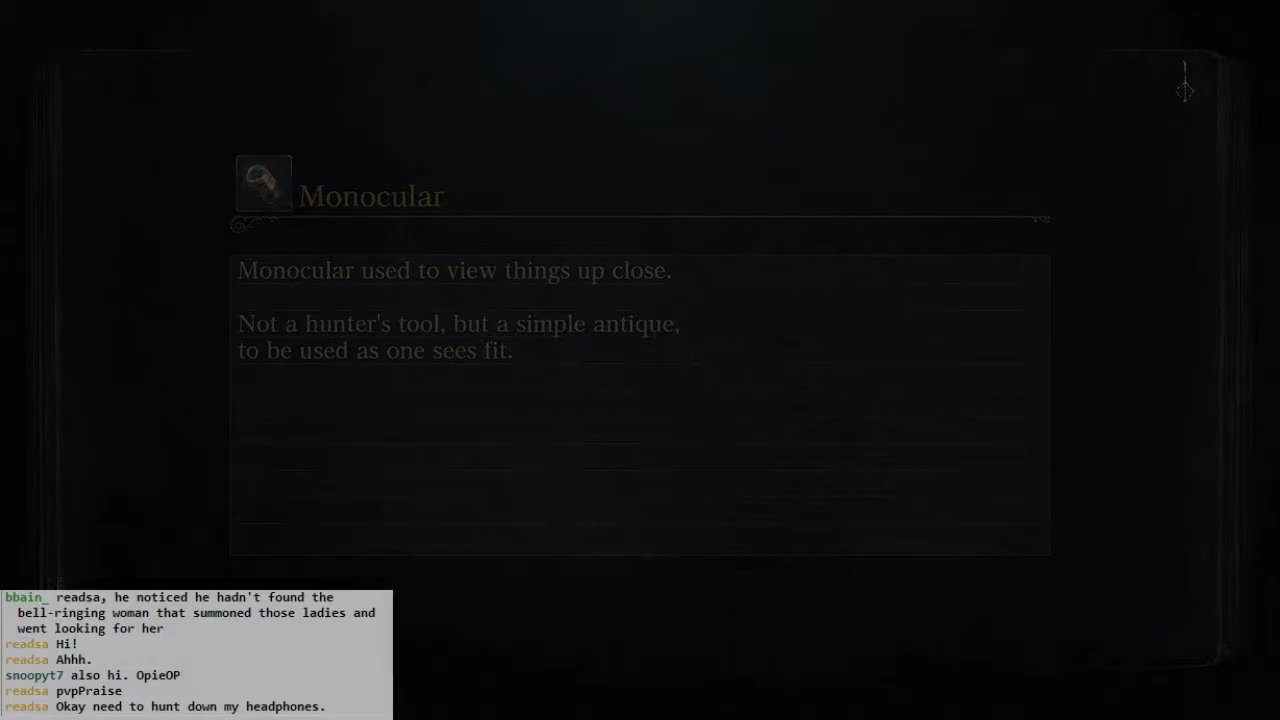 Monocular
Monocular used to view things up close.
Not a hunter's tool, but a simple antique,
to be used as one sees fit.
bbain_ readsa, he noticed he hadn't found the
bell-ringing woman that summoned those ladies and
went looking for her
readsa Hi!
readsa Ahhh.
snoopyt7 also hi. OpieOP
readsa pvpPraise
readsa Okay need to hunt down my headphones.